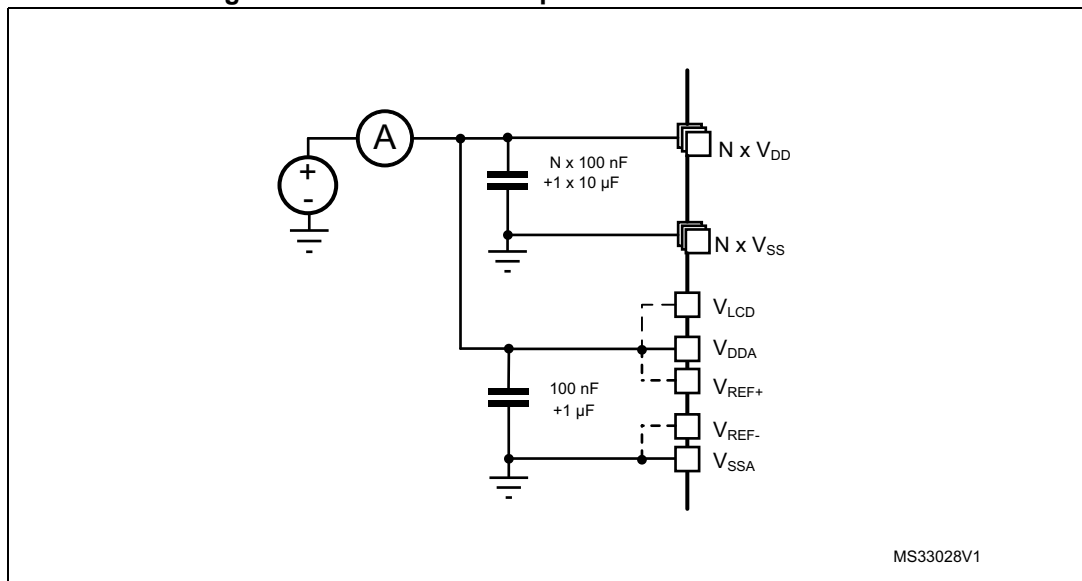 A
+
-
N x 100 nF
+1 x 10 µF
N x VDD
N x VSS
VLCD
VDDA
100 nF
+1 µF
VREF+
VREF-
VSSA
MS33028V1